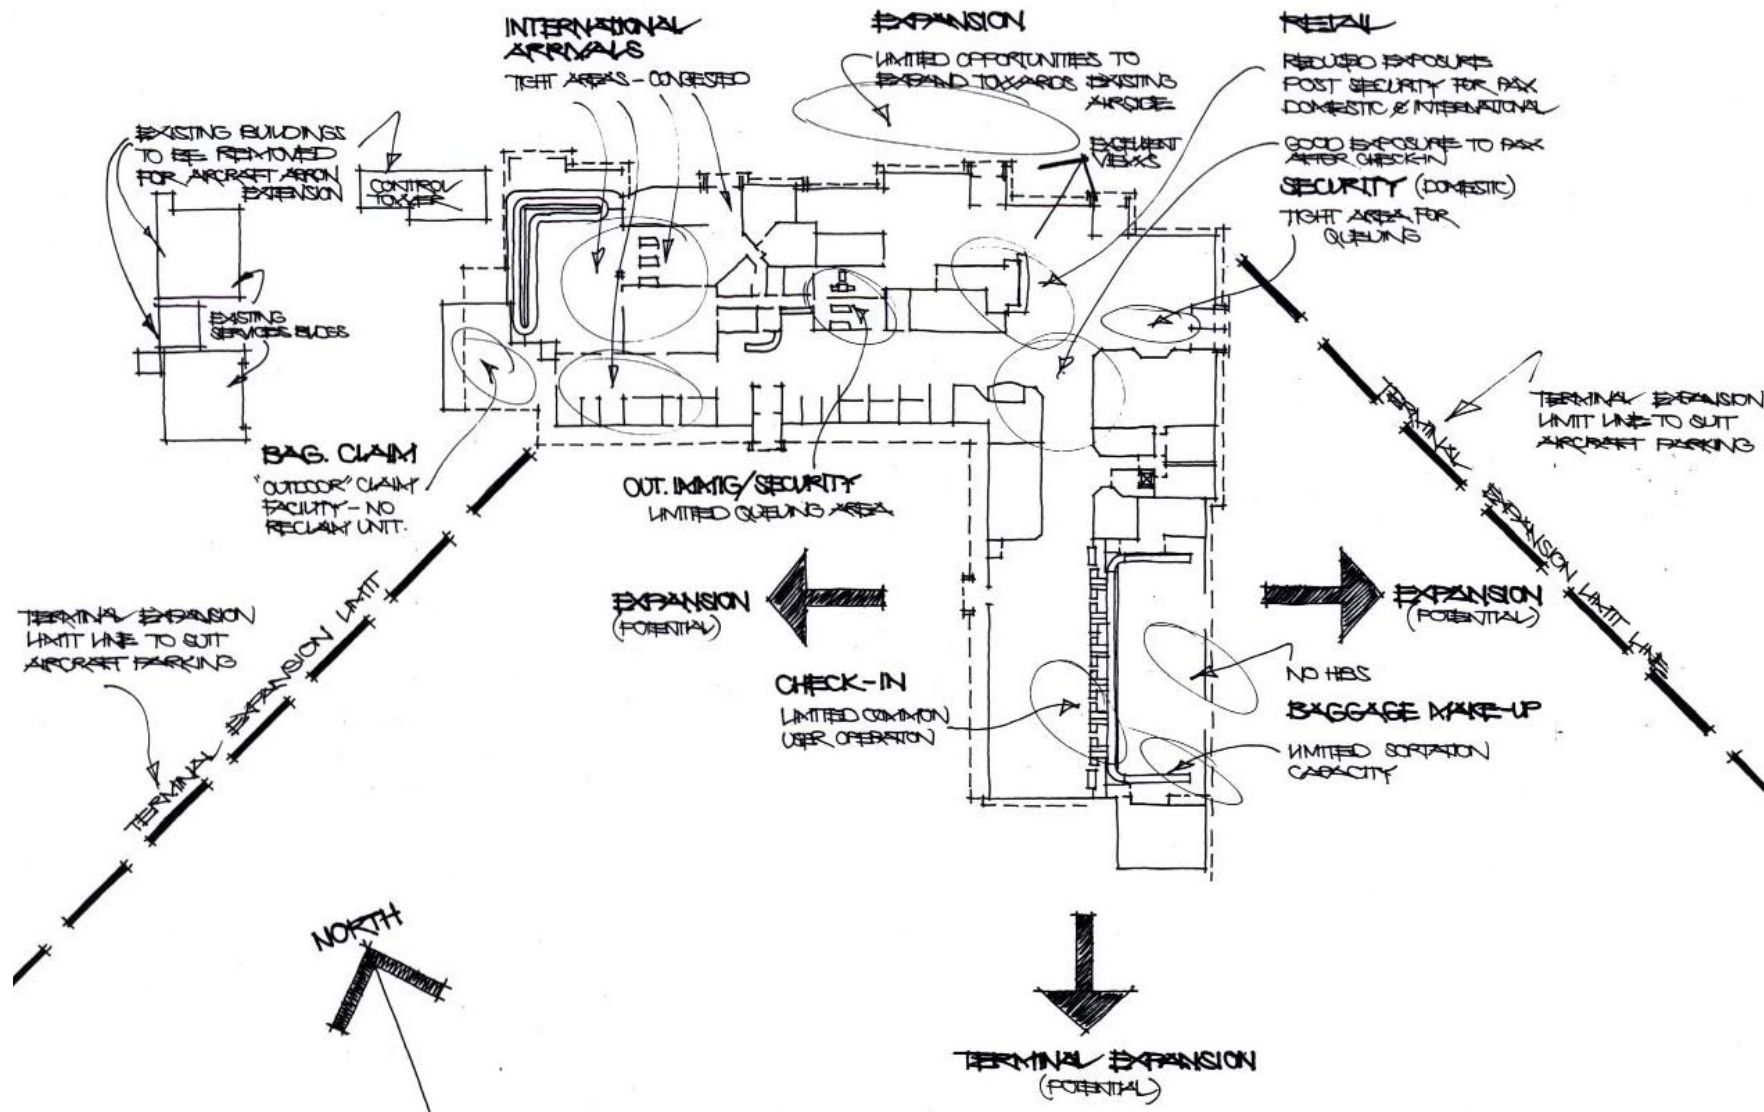 INTERNATIONAL
ARRIVALS
TIGHT AREAS - CONGESTED
EXPANSION
LIMITED OPPORTUNITIES TO
EXPAND TOWARDS EXISTING
AIRSIDE
RETAIL
REDUCED EXPOSURE
POST SECURITY FOR PAX
DOMESTIC & INTERNATIONAL
GOOD EXPOSURE TO PAX
AFTER CHECK-IN
SECURITY (DOMESTIC)
TIGHT AREA FOR
QUEUING
EXCELLENT
VIEWS
EXISTING BUILDINGS
TO BE REMOVED
FOR AIRCRAFT APRON
EXTENSION
CONTROL
TOWER
EXISTING
SERVICES BLDGS
BAG. CLAIM
"OUTDOOR" CLAIM
FACILITY - NO
RECLAIM UNIT.
OUT. IMMIG/SECURITY
LIMITED QUEUING AREA
TERMINAL EXPANSION
LIMIT LINE TO SUIT
AIRCRAFT PARKING
TERMINAL EXPANSION LIMIT LINE
EXPANSION
(POTENTIAL)
EXPANSION
(POTENTIAL)
TERMINAL EXPANSION
LIMIT LINE TO SUIT
AIRCRAFT PARKING
TERMINAL EXPANSION LIMIT
CHECK-IN
LIMITED COMMON
USER OPERATION
NO HBS
BAGGAGE MAKE-UP
LIMITED SORTATION
CAPACITY
NORTH
TERMINAL EXPANSION
(POTENTIAL)